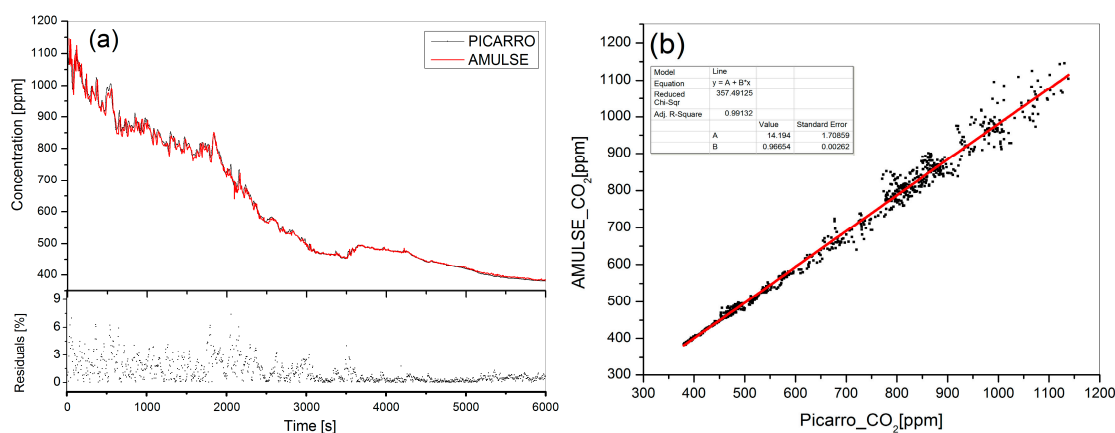 (a)
PICARRO
AMULSE
Concentration [ppm]
1200
1100
1000
900
800
700
600
500
400
Residuals [%]
9
6
3
0
0 1000 2000 3000 4000 5000 6000
Time [s]
(b)
AMULSE_CO2[ppm]
1200
1100
1000
900
800
700
600
500
400
300
Model Line
Equation y = A + B*x
Reduced Chi-Sqr 357.49125
Adj. R-Square 0.99132
Value Standard Error
A 14.194 1.70859
B 0.96654 0.00262
300 400 500 600 700 800 900 1000 1100 1200
Picarro_CO2[ppm]